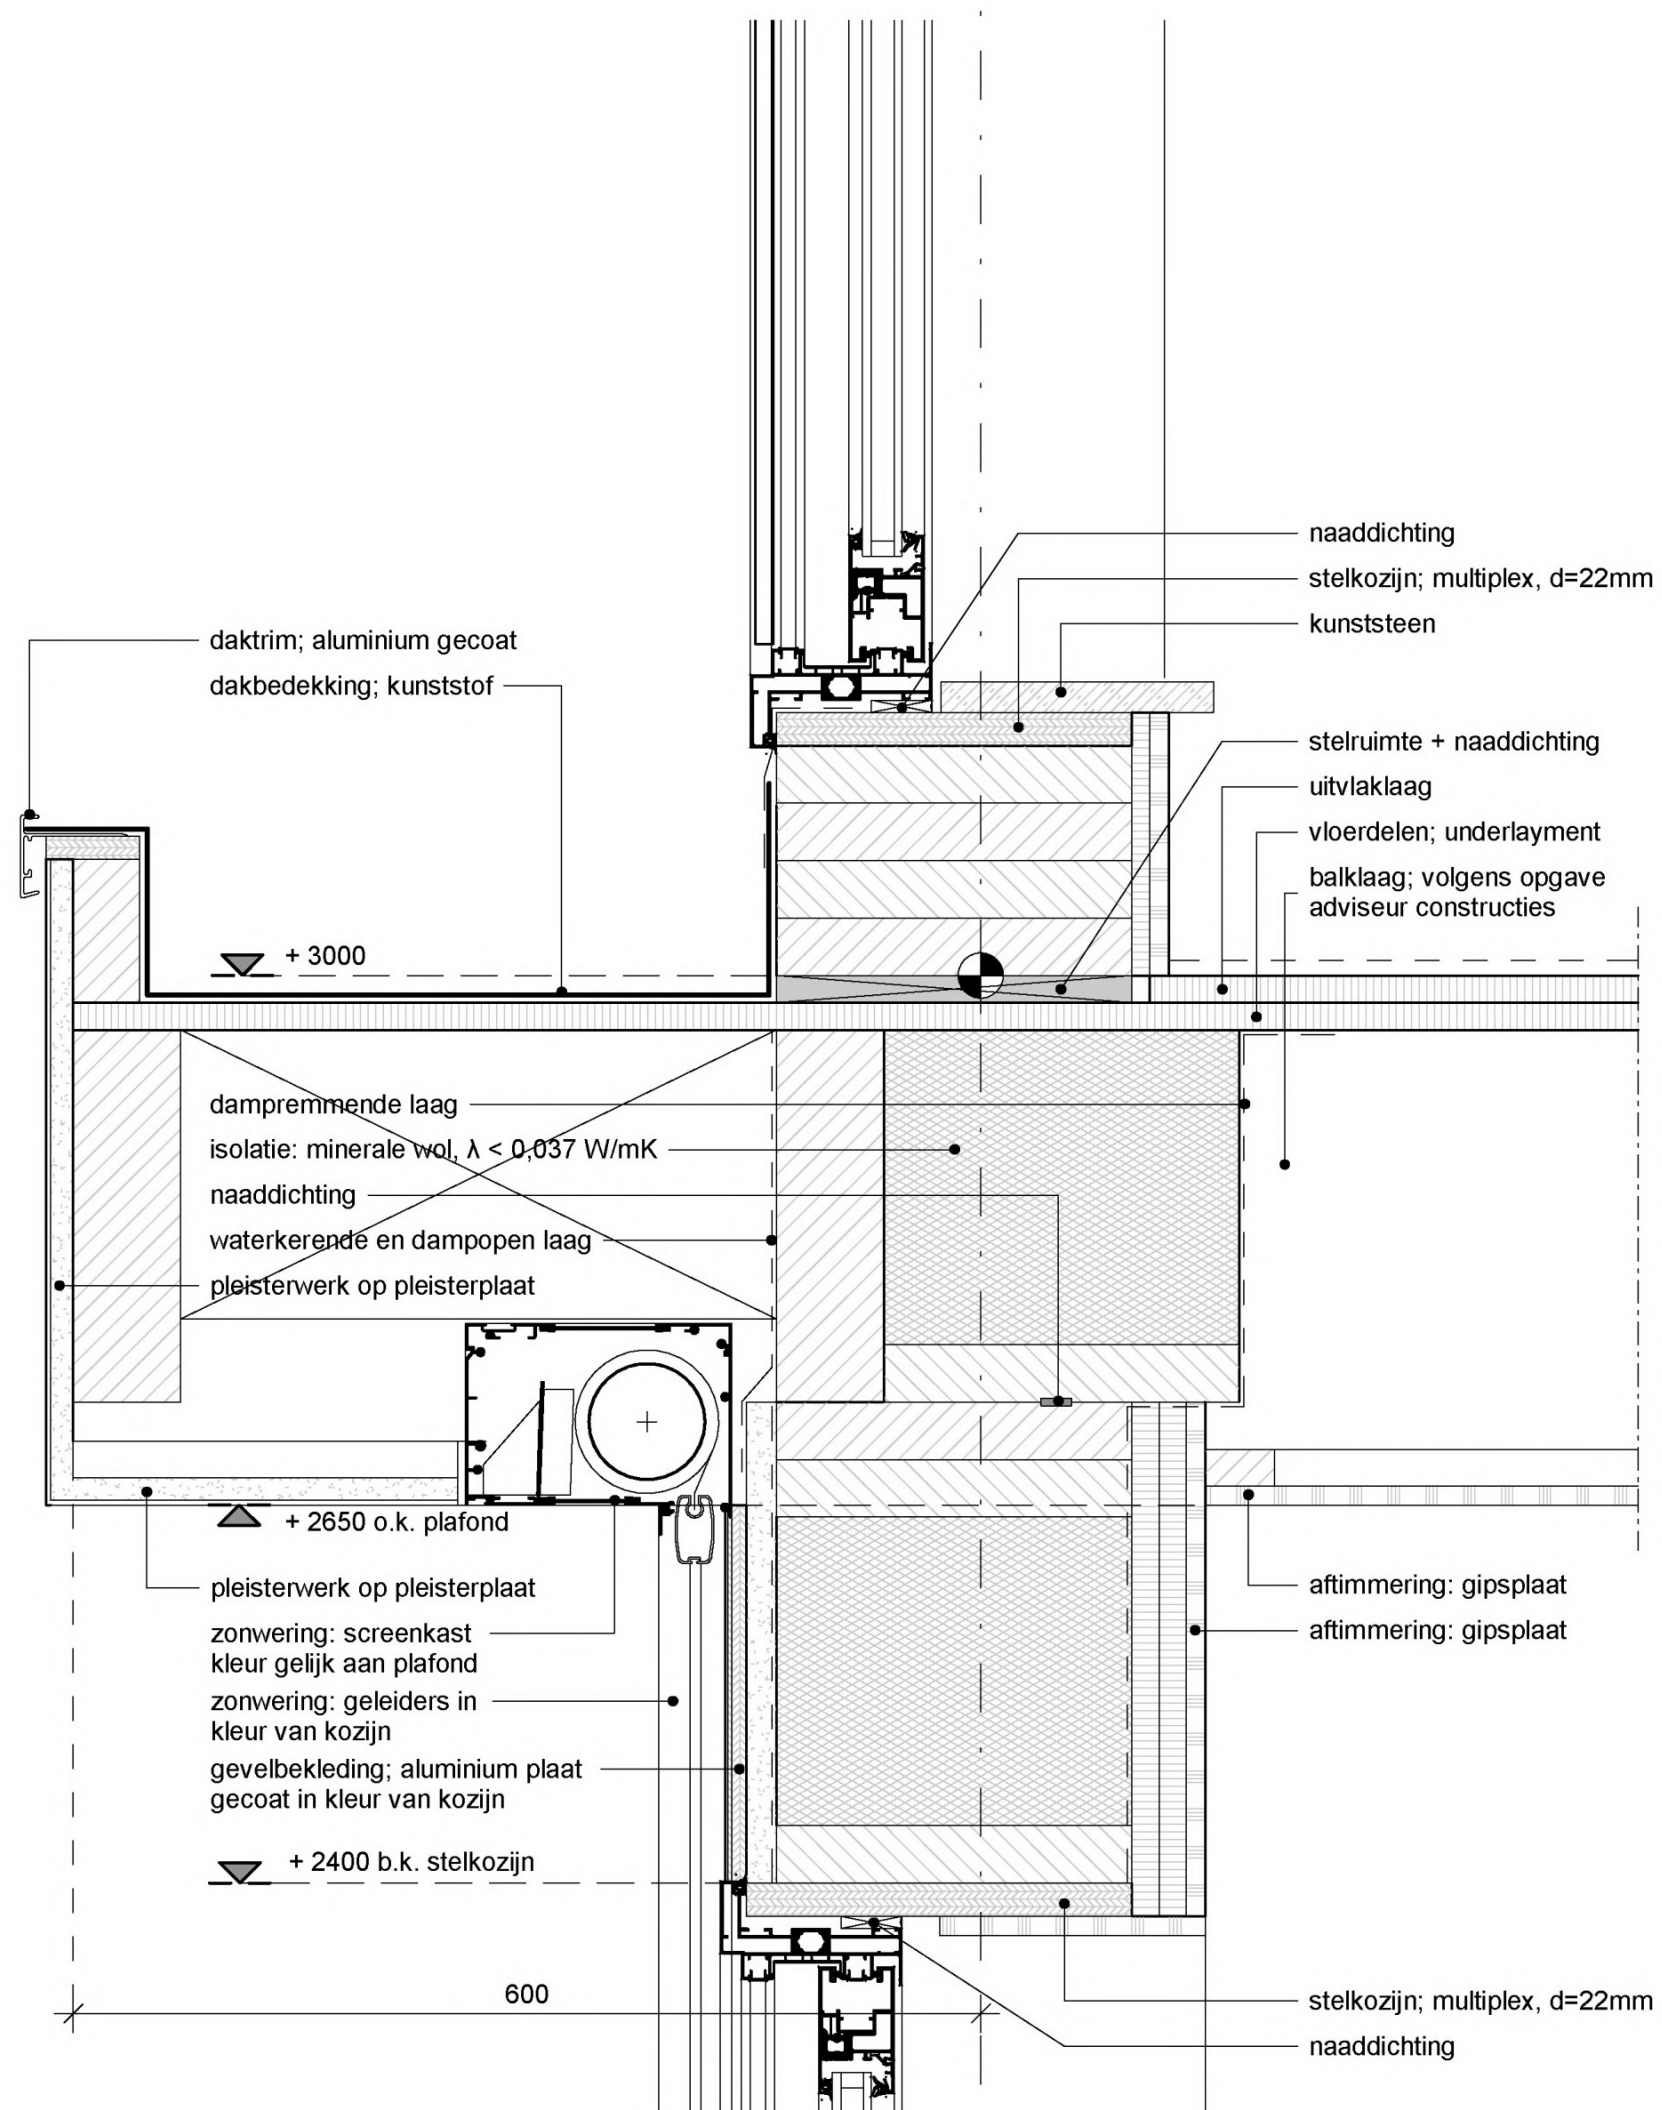 naaddichting
stelkozijn; multiplex, d=22mm
kunststeen
daktrim; aluminium gecoat
dakbedekking; kunststof
stelruimte + naaddichting
uitvlaklaag
vloerdelen; underlayment
balklaag; volgens opgave
adviseur constructies
+ 3000
dampremmende laag
isolatie: minerale wol, λ < 0,037 W/mK
naaddichting
waterkerende en dampopen laag
pleisterwerk op pleisterplaat
+ 2650 o.k. plafond
pleisterwerk op pleisterplaat
zonwering: screenkast
kleur gelijk aan plafond
zonwering: geleiders in
kleur van kozijn
gevelbekleding; aluminium plaat
gecoat in kleur van kozijn
+ 2400 b.k. stelkozijn
aftimmering: gipsplaat
aftimmering: gipsplaat
600
stelkozijn; multiplex, d=22mm
naaddichting